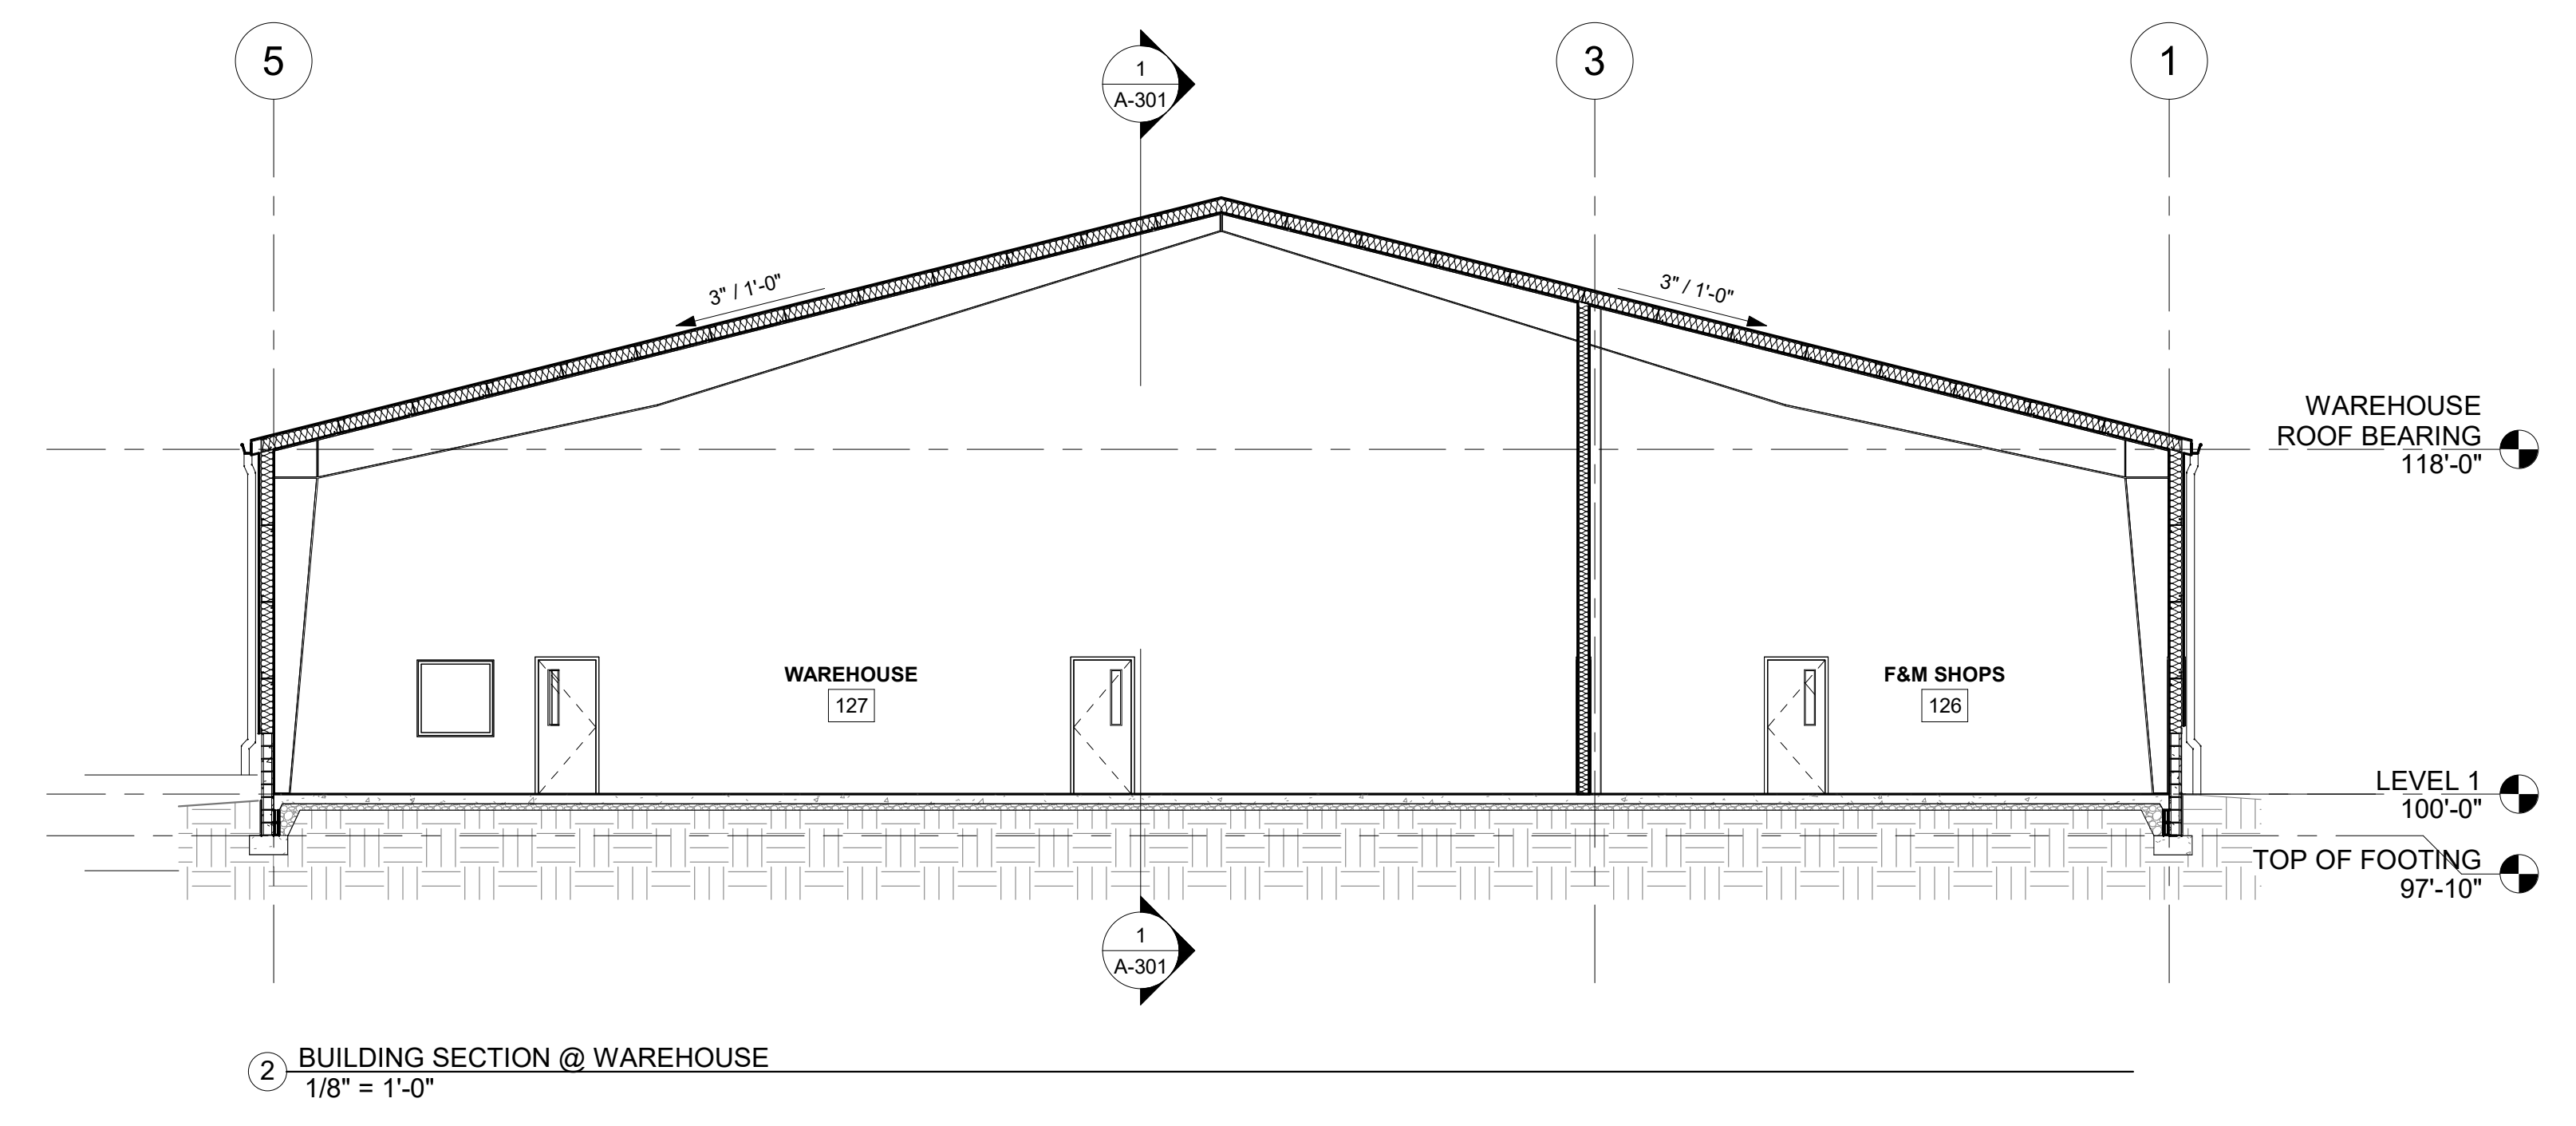 5
1
A-301
3
1
3" / 1'-0"
3" / 1'-0"
WAREHOUSE
ROOF BEARING
118'-0"
WAREHOUSE
127
F&M SHOPS
126
LEVEL 1
100'-0"
TOP OF FOOTING
97'-10"
1
A-301
2
BUILDING SECTION @ WAREHOUSE
1/8" = 1'-0"